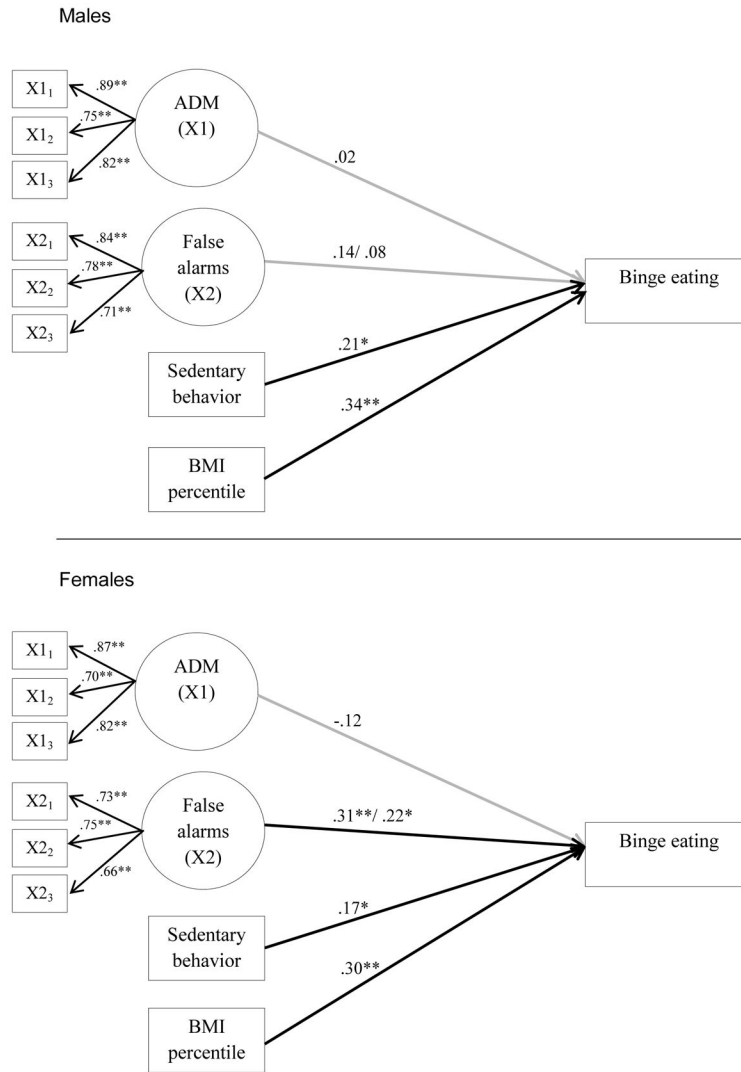 Males
X1₁
.89**
X1₂
.75**
X1₃
.82**
ADM
(X1)
.02
X2₁
.84**
X2₂
.78**
X2₃
.71**
False
alarms
(X2)
.14/ .08
Binge eating
Sedentary
behavior
.21*
BMI
percentile
.34**
Females
X1₁
.87**
X1₂
.70**
X1₃
.82**
ADM
(X1)
-.12
X2₁
.73**
X2₂
.75**
X2₃
.66**
False
alarms
(X2)
.31**/ .22*
Binge eating
Sedentary
behavior
.17*
BMI
percentile
.30**